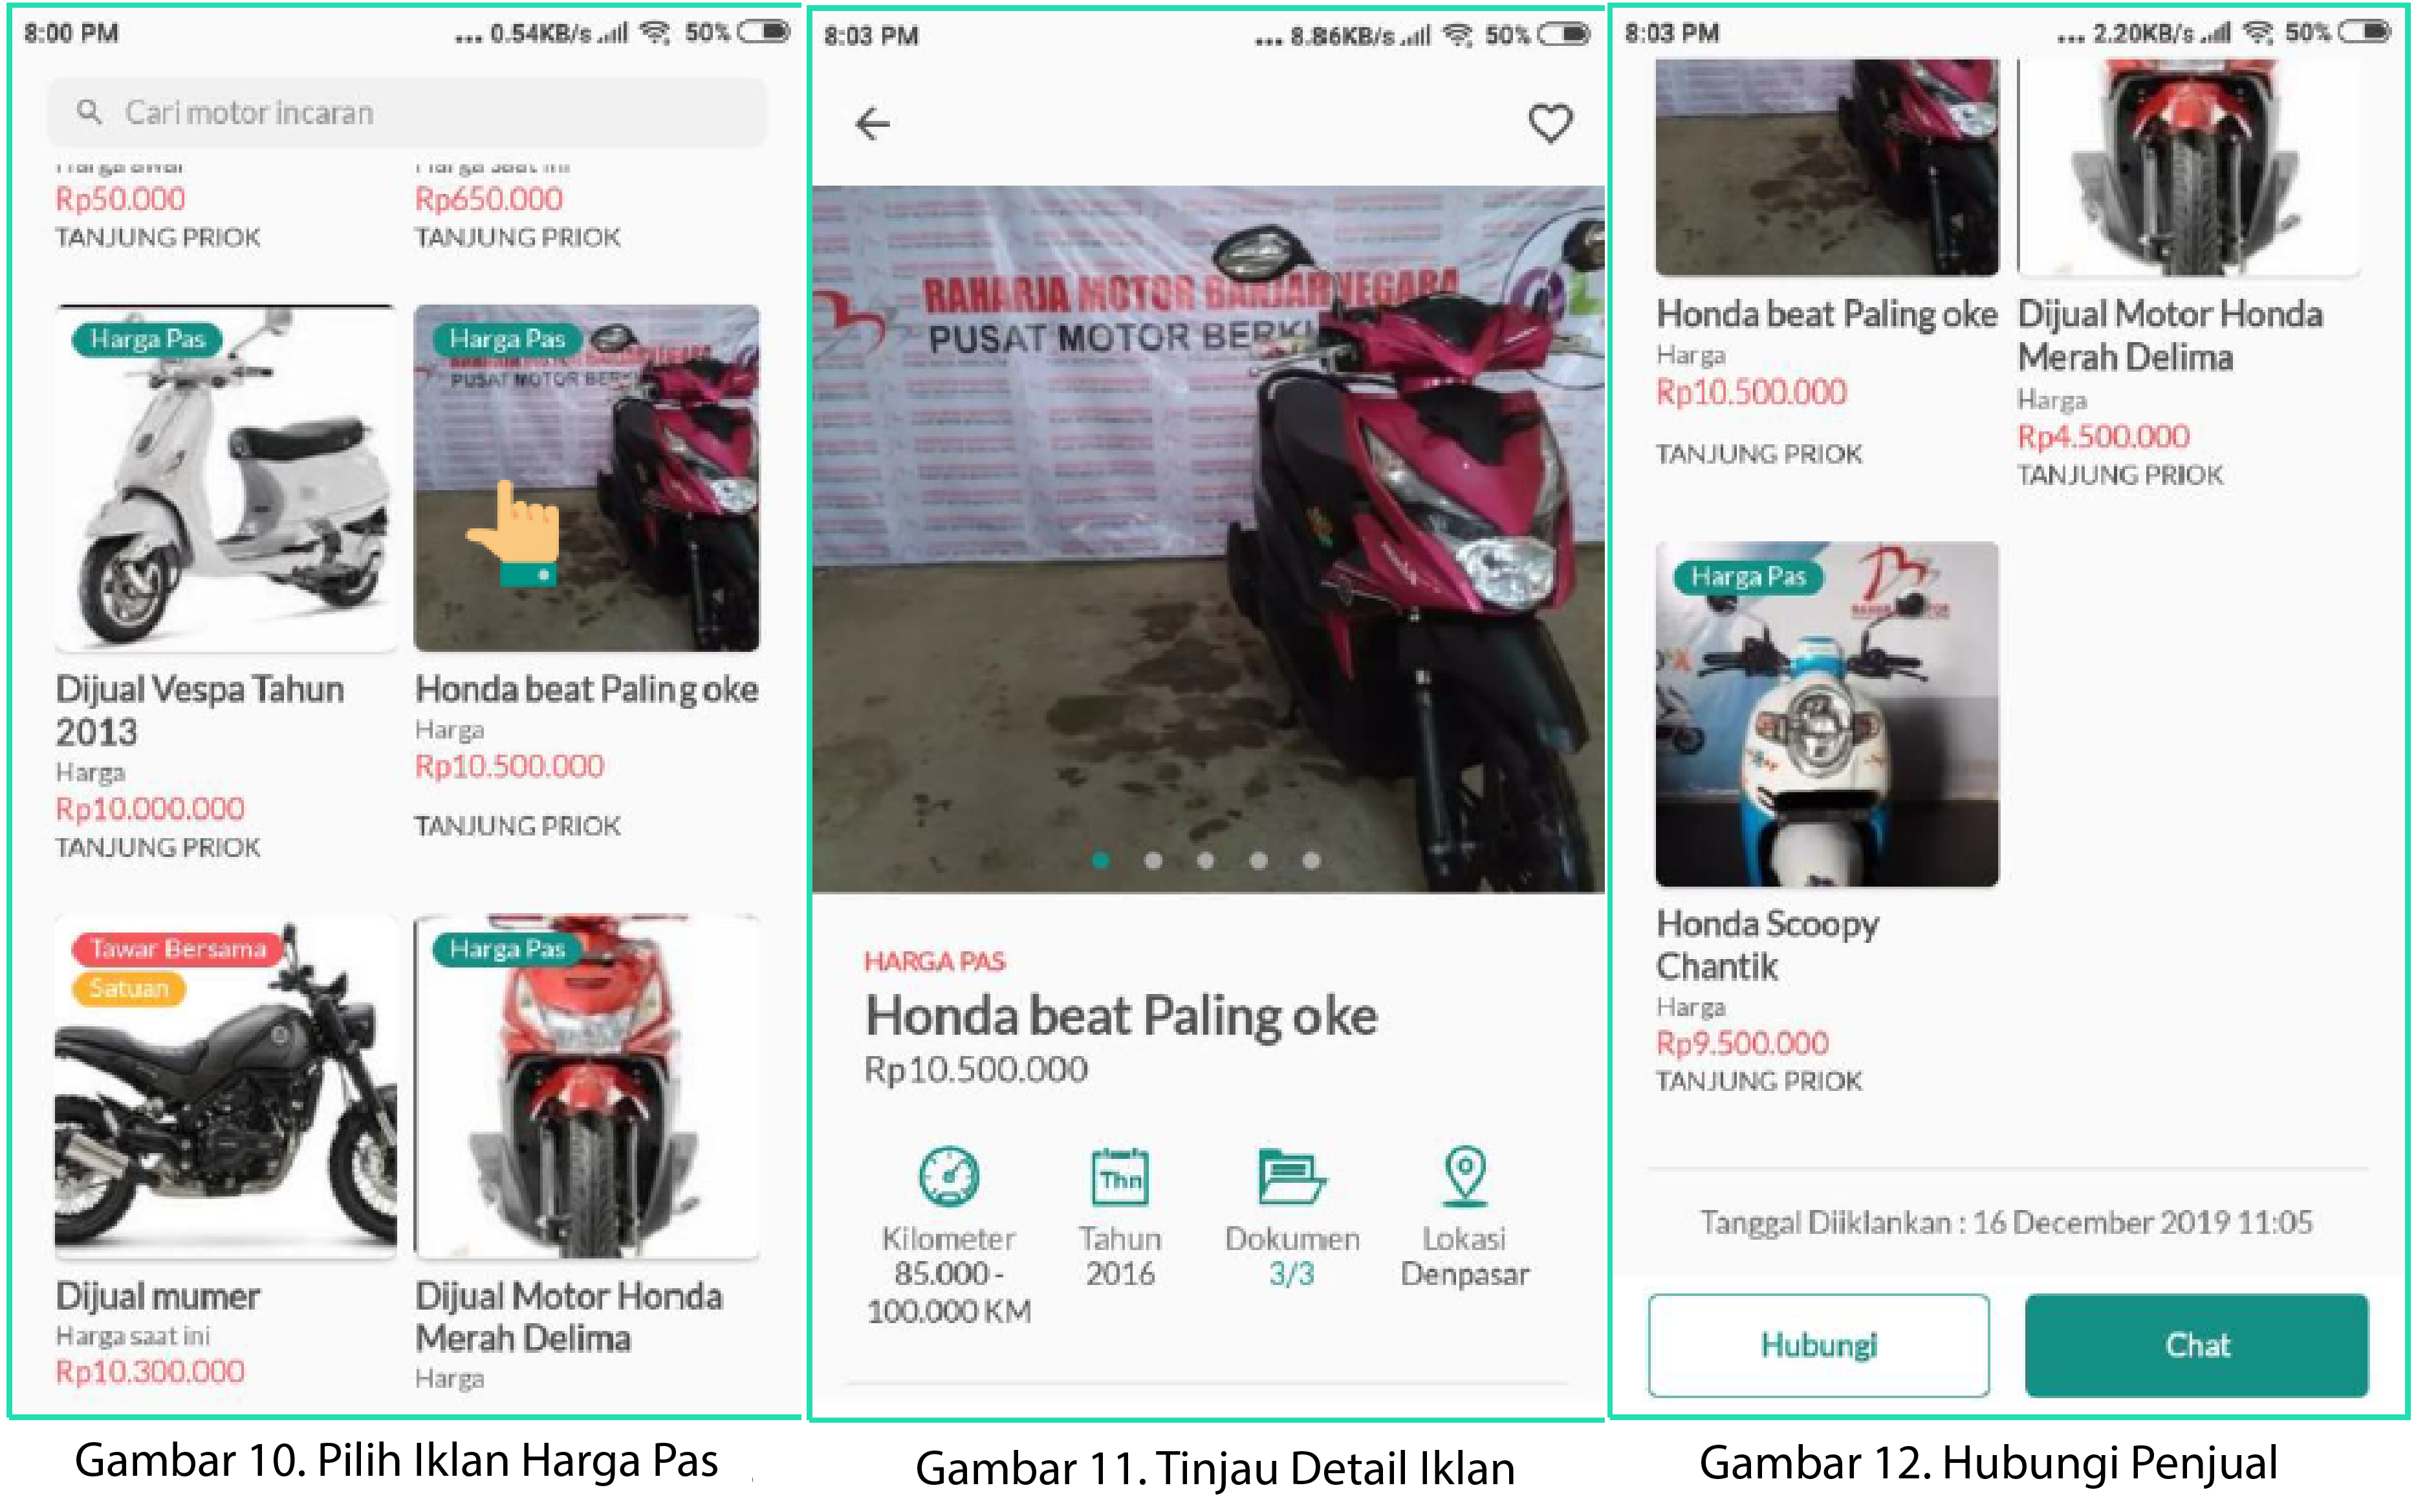 8:00 PM
... 0.54KB/s 50%
Cari motor incaran
Harga awal
Harga saat ini
Rp50.000
Rp650.000
TANJUNG PRIOK
TANJUNG PRIOK
Harga Pas
Harga Pas
PUSAT MOTOR
Dijual Vespa Tahun
2013
Harga
Rp10.000.000
TANJUNG PRIOK
Honda beat Paling oke
Harga
Rp10.500.000
TANJUNG PRIOK
Tawar Bersama
Satuan
Harga Pas
Dijual mumer
Harga saat ini
Rp10.300.000
Dijual Motor Honda
Merah Delima
Harga
Gambar 10. Pilih Iklan Harga Pas
8:03 PM
... 8.86KB/s 50%
RAHARJA MOTOR BANJARNEGARA
PUSAT MOTOR BERK
HARGA PAS
Honda beat Paling oke
Rp10.500.000
Thn
Kilometer
85.000 -
100.000 KM
Tahun
2016
Dokumen
3/3
Lokasi
Denpasar
Gambar 11. Tinjau Detail Iklan
8:03 PM
... 2.20KB/s 50%
Honda beat Paling oke
Harga
Rp10.500.000
TANJUNG PRIOK
Dijual Motor Honda
Merah Delima
Harga
Rp4.500.000
TANJUNG PRIOK
Harga Pas
Honda Scoopy
Chantik
Harga
Rp9.500.000
TANJUNG PRIOK
Tanggal Diiklankan : 16 December 2019 11:05
Hubungi
Chat
Gambar 12. Hubungi Penjual